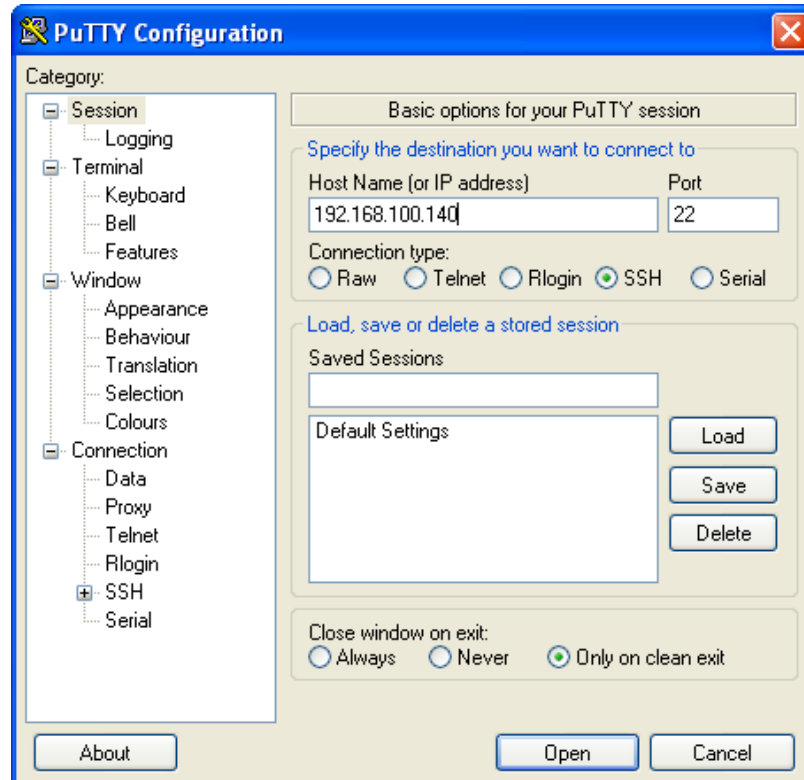 PuTTY Configuration
Category:
Session
Logging
Terminal
Keyboard
Bell
Features
Window
Appearance
Behaviour
Translation
Selection
Colours
Connection
Data
Proxy
Telnet
Rlogin
SSH
Serial
Basic options for your PuTTY session
Specify the destination you want to connect to
Host Name (or IP address) Port
192.168.100.140 22
Connection type:
Raw Telnet Rlogin SSH Serial
Load, save or delete a stored session
Saved Sessions
Default Settings
Load
Save
Delete
Close window on exit:
Always Never Only on clean exit
About Open Cancel